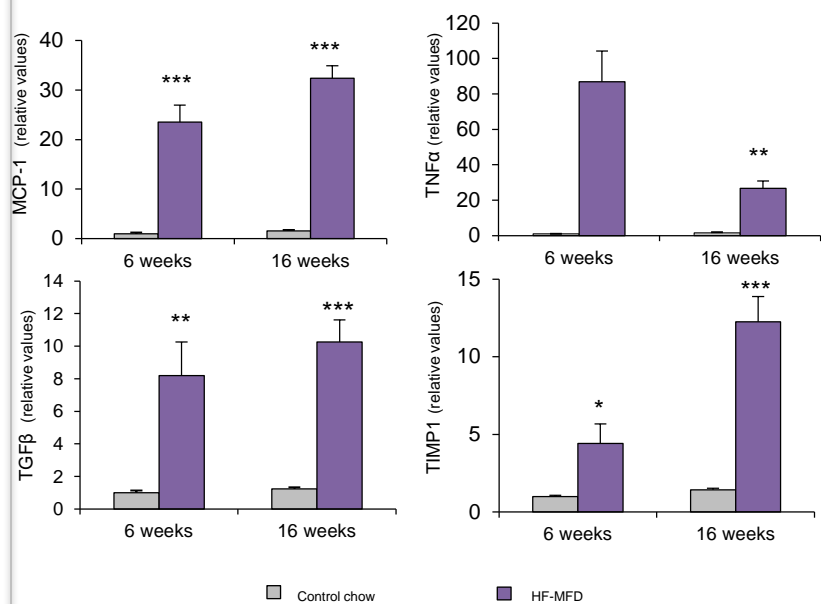 MCP-1 (relative values)
40
30
20
10
0
***
***
6 weeks
16 weeks
TNFα (relative values)
120
100
80
60
40
20
0
**
6 weeks
16 weeks
TGFβ (relative values)
14
12
10
8
6
4
2
0
**
***
6 weeks
16 weeks
TIMP1 (relative values)
15
10
5
0
*
***
6 weeks
16 weeks
Control chow
HF-MFD